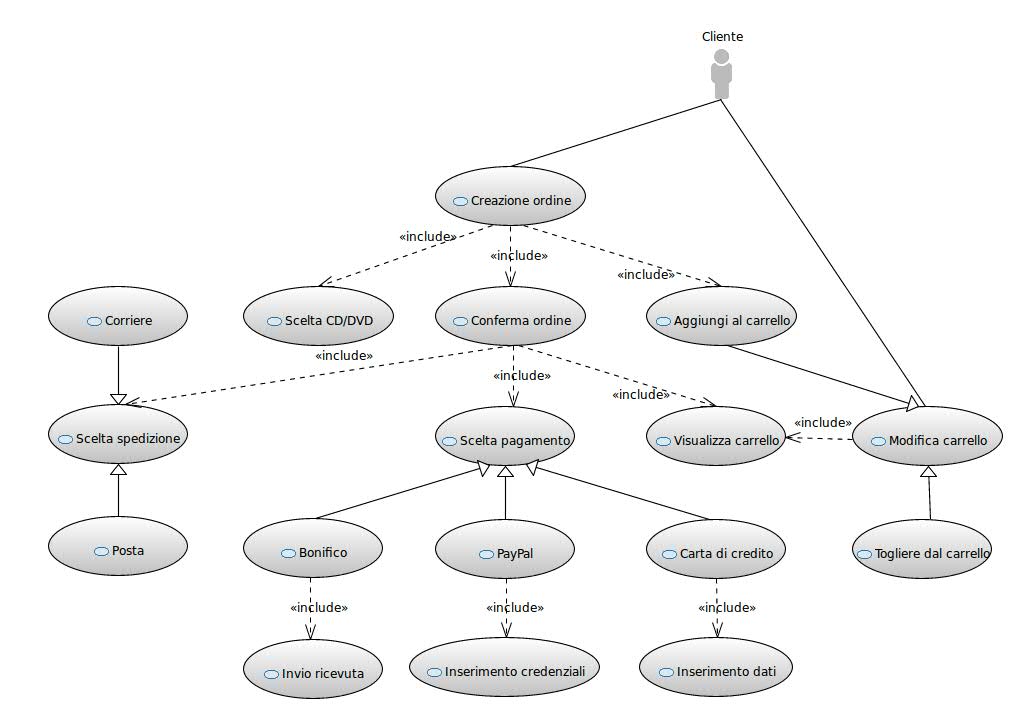 Cliente
Creazione ordine
«include»
«include»
«include»
Corriere
Scelta CD/DVD
Conferma ordine
Aggiungi al carrello
«include»
«include»
«include»
«include»
Scelta spedizione
Scelta pagamento
Visualizza carrello
Modifica carrello
Posta
Bonifico
PayPal
Carta di credito
Togliere dal carrello
«include»
«include»
«include»
Invio ricevuta
Inserimento credenziali
Inserimento dati